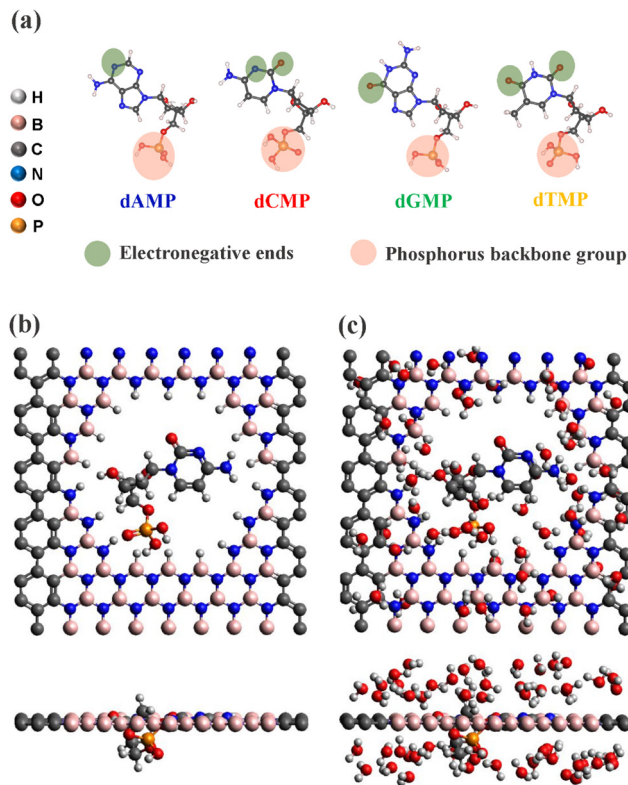 (a)
H
B
C
N
O
P
dAMP dCMP dGMP dTMP
Electronegative ends Phosphorus backbone group
(b) (c)